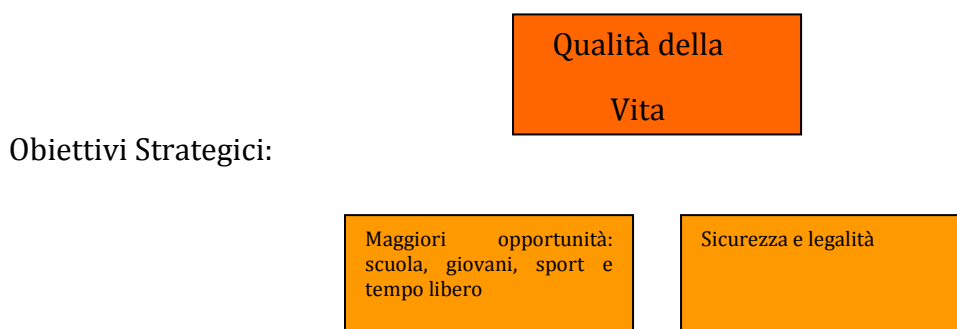 Qualità della
Vita
Obiettivi Strategici:
Maggiori opportunità:
scuola, giovani, sport e
tempo libero
Sicurezza e legalità